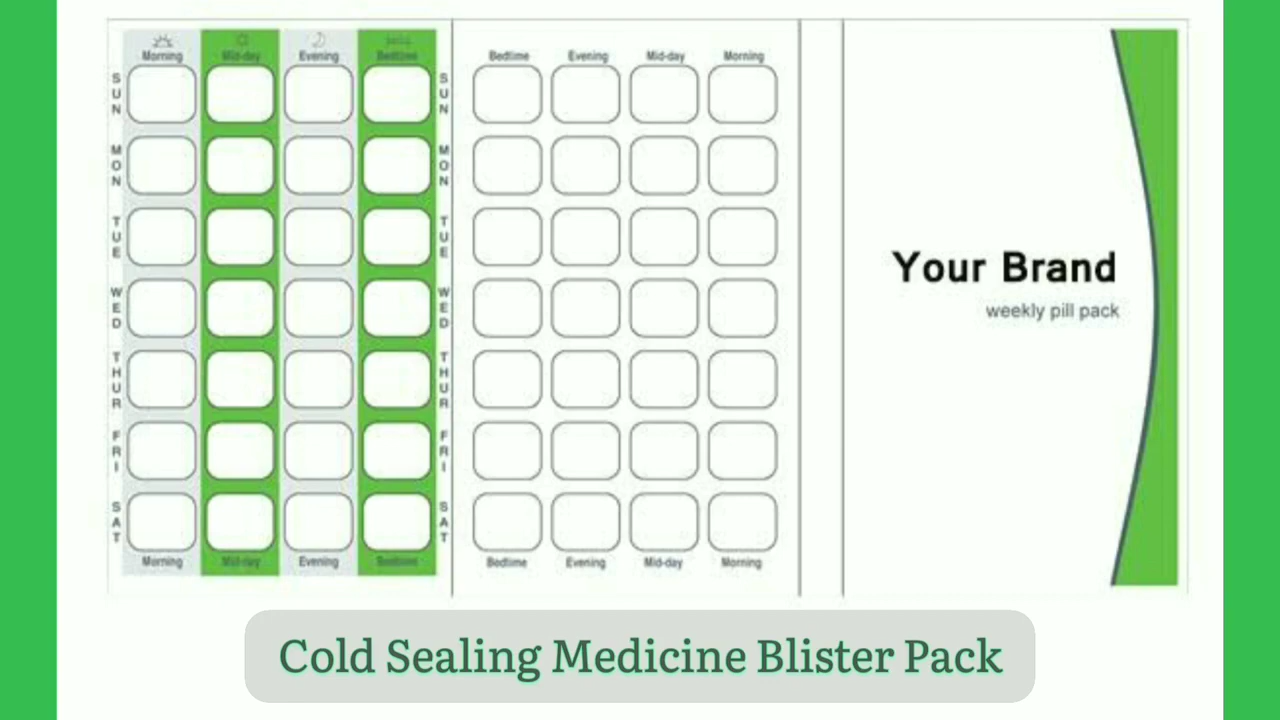 Morning Mid-day Evening Bedtime
Bedtime Evening Mid-day Morning
SUN SUN
MON MON
TUE TUE
WED WED
THUR THUR
FRI FRI
SAT SAT
Morning Mid-day Evening Bedtime
Bedtime Evening Mid-day Morning
Your Brand
weekly pill pack
Cold Sealing Medicine Blister Pack